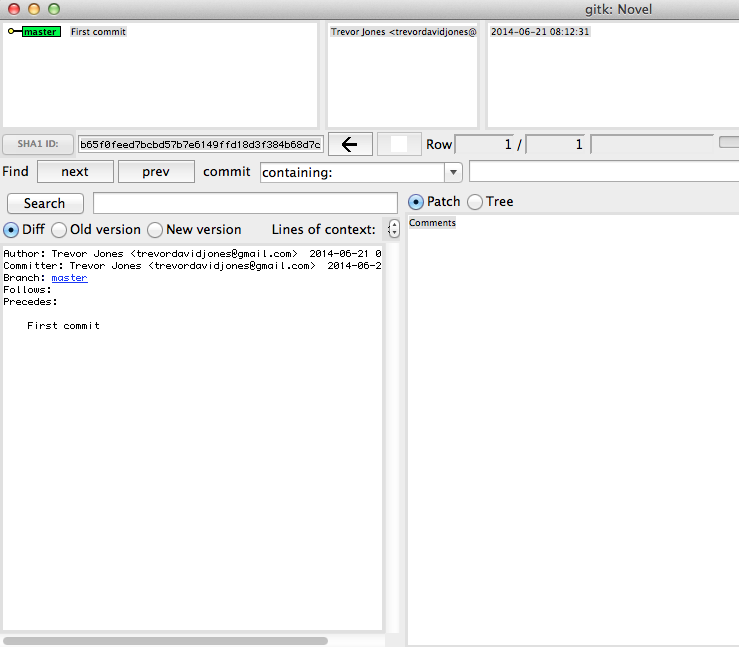 gitk: Novel
master First commit
Trevor Jones <trevordavidjones@
2014-06-21 08:12:31
SHA1 ID: b65f0feed7bcbd57b7e6149ffd18d3f384b68d7c Row 1 / 1
Find next prev commit containing:
Search
Patch Tree
Diff Old version New version Lines of context:
Comments
Author: Trevor Jones <trevordavidjones@gmail.com> 2014-06-21 0
Committer: Trevor Jones <trevordavidjones@gmail.com> 2014-06-2
Branch: master
Follows:
Precedes:
First commit